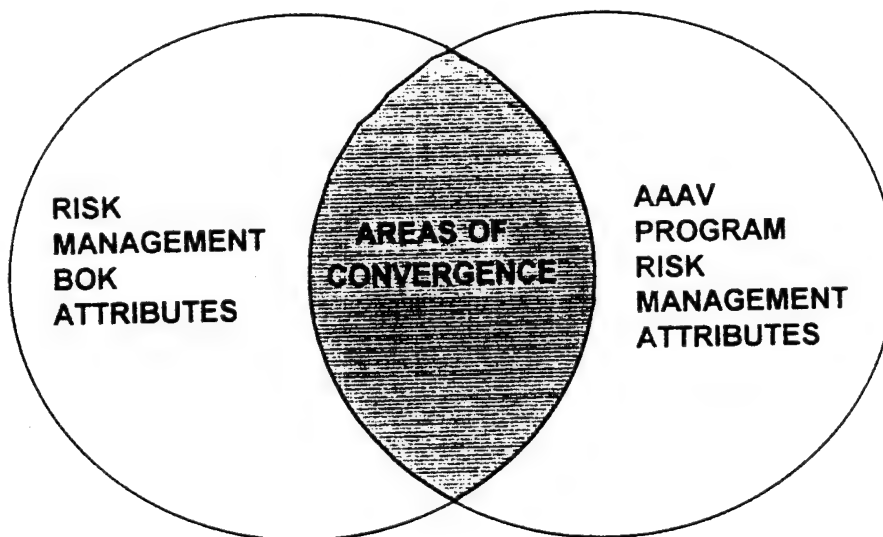 RISK
MANAGEMENT
BOK
ATTRIBUTES
AREAS OF
CONVERGENCE
AAAV
PROGRAM
RISK
MANAGEMENT
ATTRIBUTES